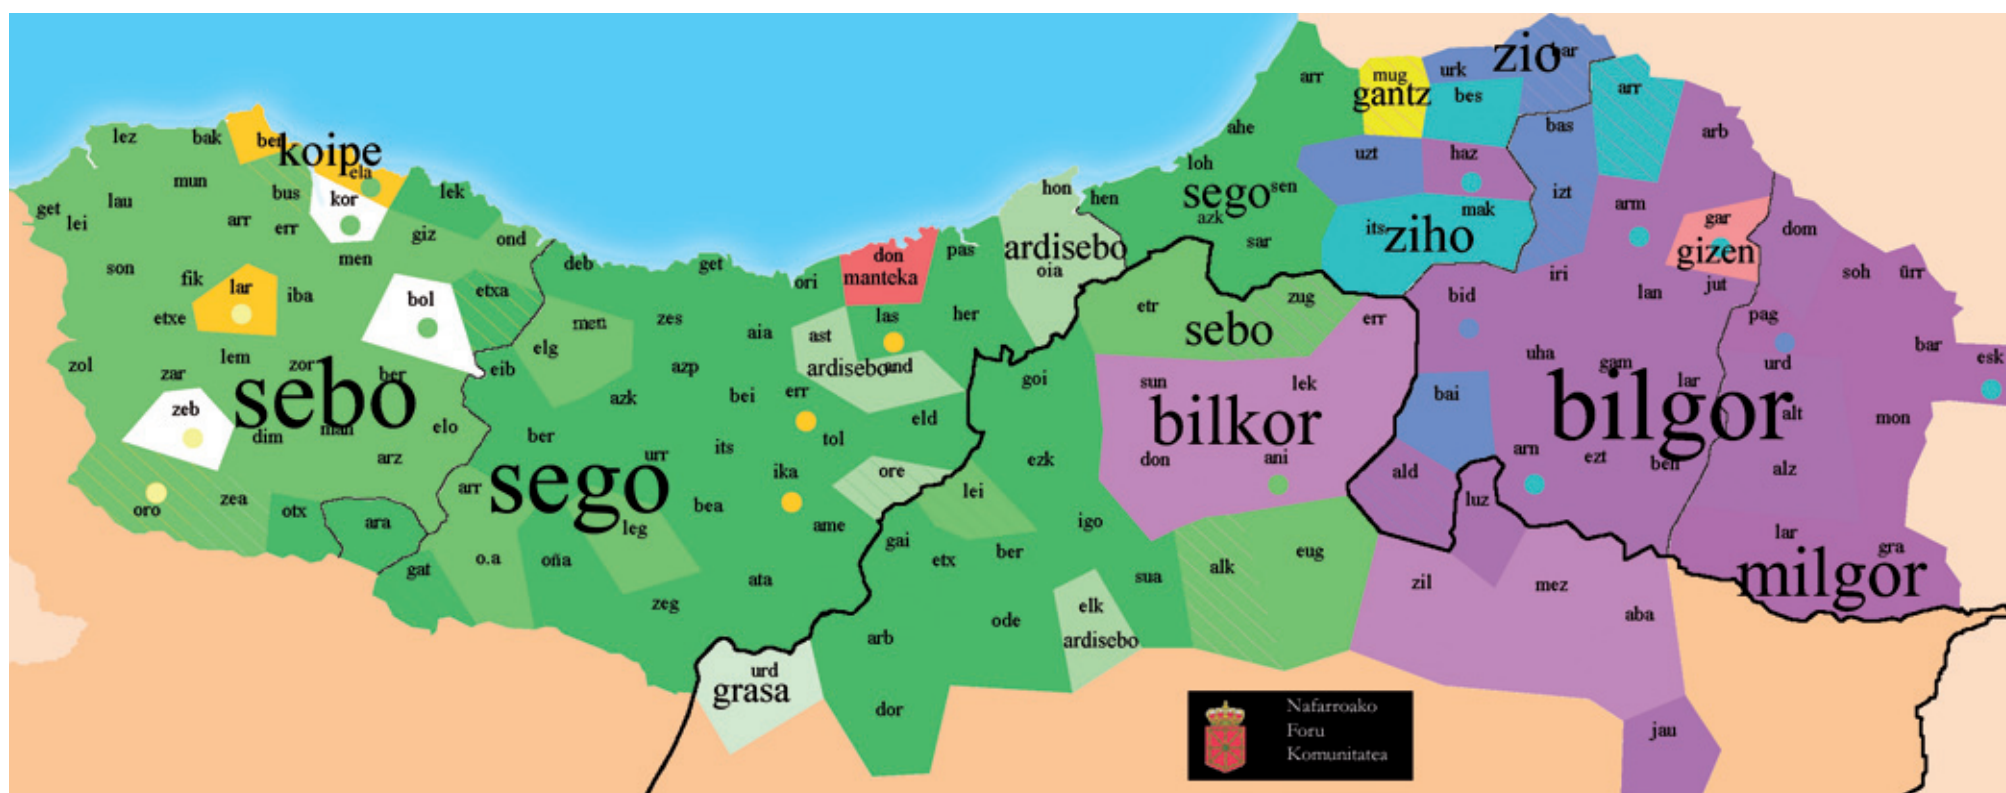 zio
bar
arr
mug
gantz
urk
bes
arr
lez
bak
ber
koipe
ela
ahe
uzt
haz
bas
arb
mun
bus
kor
lek
hon
hen
loh
sego
sen
azk
mak
izt
arm
gar
gizen
dom
get
lei
lau
arr
err
giz
ond
men
ardisebo
oia
sar
its
ziho
son
fik
lar
iba
bol
etxa
deb
get
ori
don
manteka
pas
iri
lan
jut
soh
ürr
etxe
lem
zor
men
elg
zes
aia
ast
las
her
etr
zug
sebo
err
bid
pag
zol
zar
sebo
ber
eib
azp
ardisebo
and
goi
uha
gam
lar
urd
bar
esk
zeb
dim
man
elo
azk
bei
err
eld
sun
lek
bilkor
bai
bilgor
alt
mon
arz
ber
urr
its
tol
ezk
don
ani
ald
arn
ezt
beh
alz
oro
zea
otx
ara
arr
sego
leg
ika
bea
ore
lei
luz
ame
igo
lar
gra
milgor
gat
o.a
oña
ata
zeg
gai
etx
ber
sua
alk
eug
zil
mez
aba
arb
ode
elk
ardisebo
urd
grasa
dor
jau
Nafarroako
Foru
Komunitatea